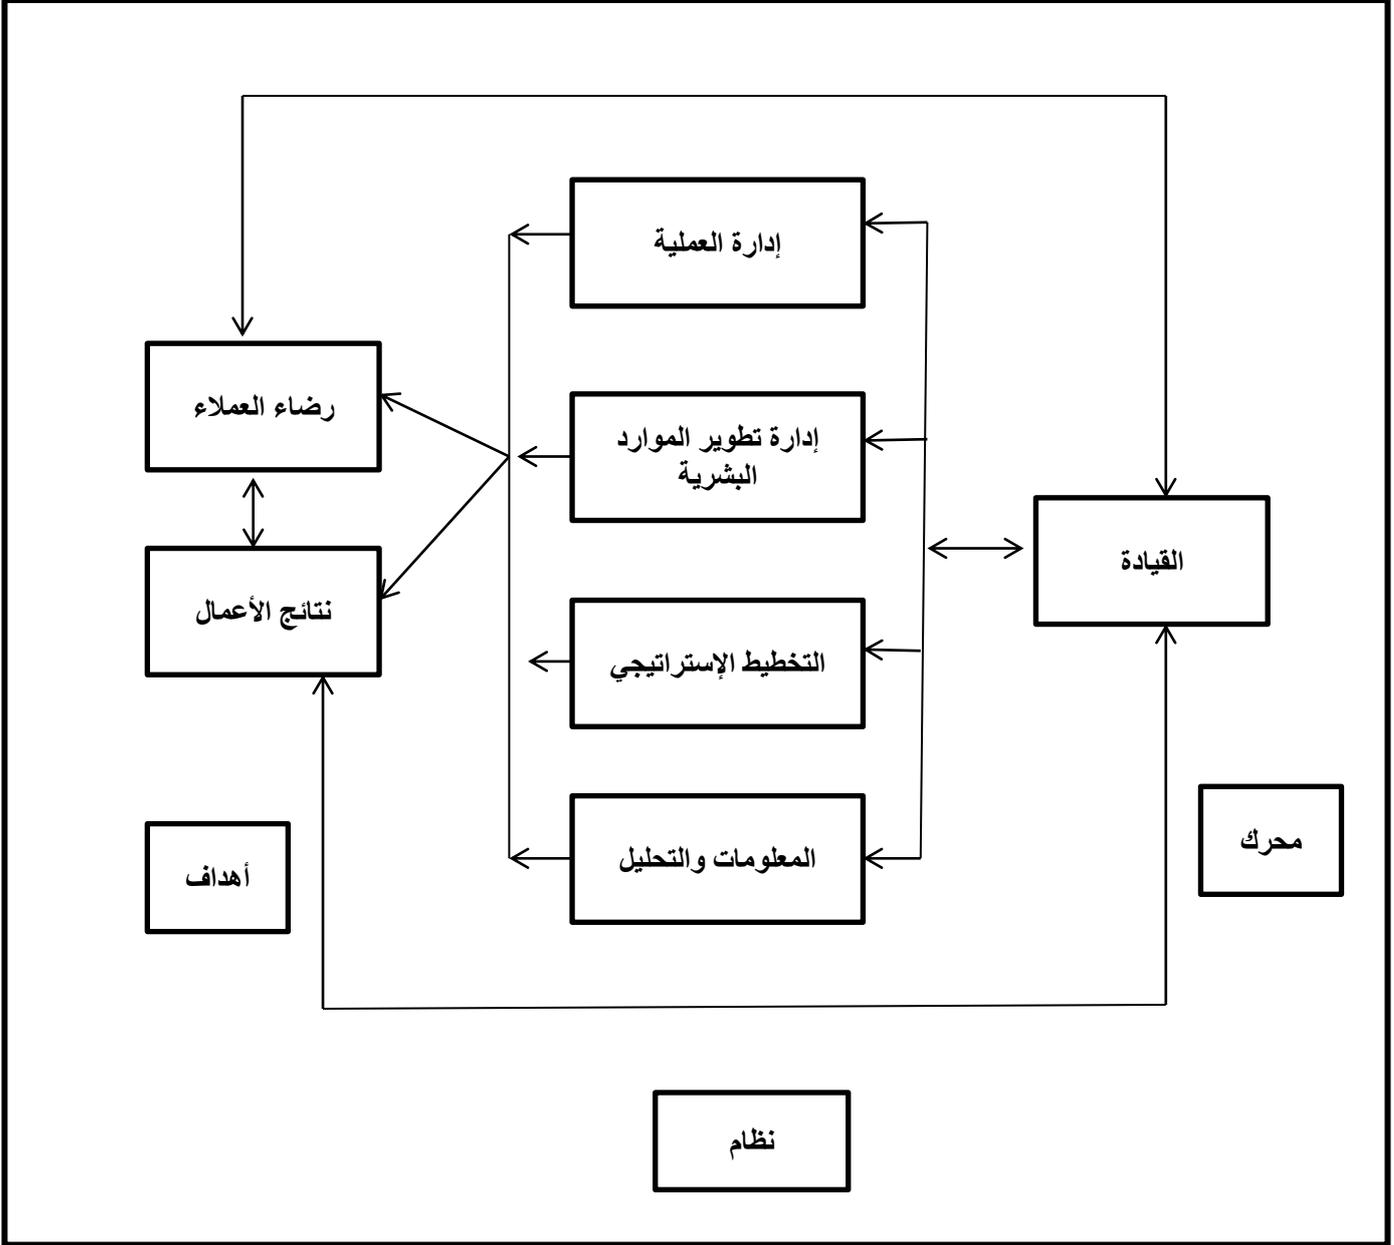 إدارة العملية
رضاء العملاء
إدارة تطوير الموارد
البشرية
القيادة
نتائج الأعمال
التخطيط الإستراتيجي
محرك
المعلومات والتحليل
أهداف
نظام